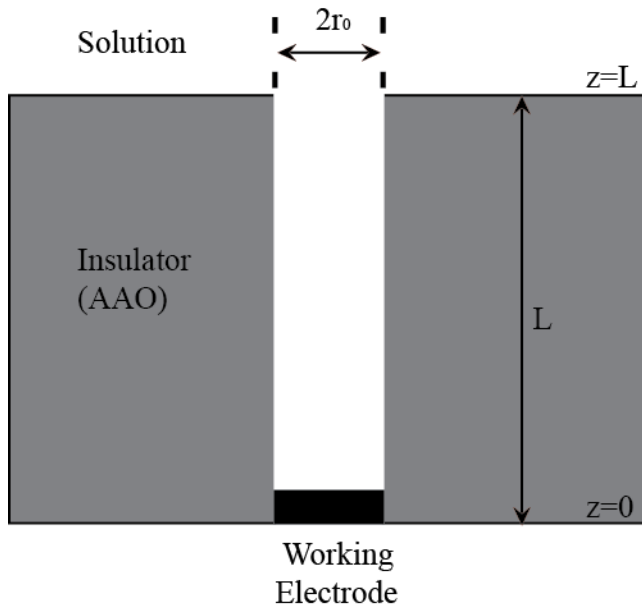 2r₀
Solution
z=L
Insulator
(AAO)
L
z=0
Working
Electrode